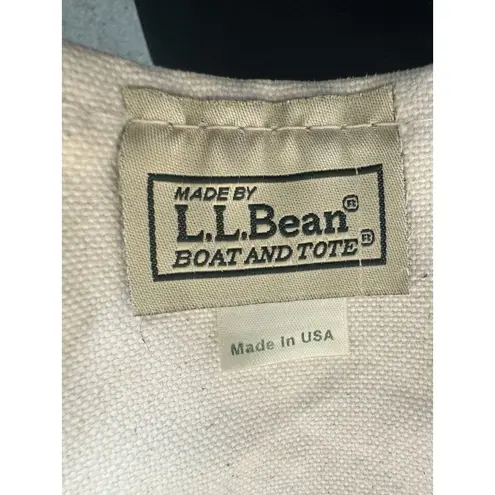 MADE BY
L.L.Bean®
BOAT AND TOTE®
Made In USA